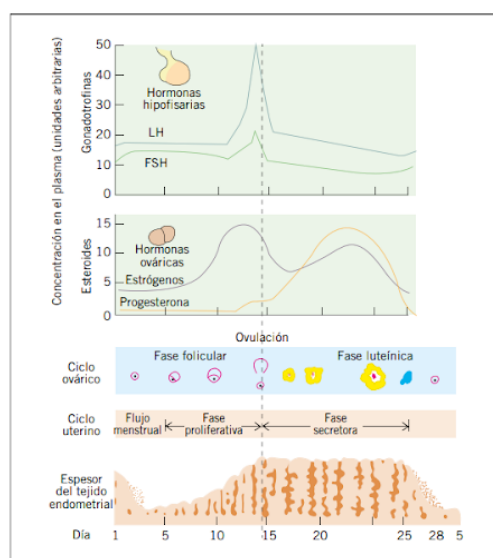 Concentración en el plasma (unidades arbitrarias)
Gonadotrofinas
50
40
30
20
10
0
Hormonas
hipofisarias
LH
FSH
Esteroides
15
10
5
0
Hormonas
ováricas
Estrógenos
Progesterona
Ovulación
Ciclo
ovárico
Fase folicular
Fase luteínica
Ciclo
uterino
Flujo
menstrual
Fase
proliferativa
Fase
secretora
Espesor
del tejido
endometrial
Día
1 5 10 15 20 25 28 5